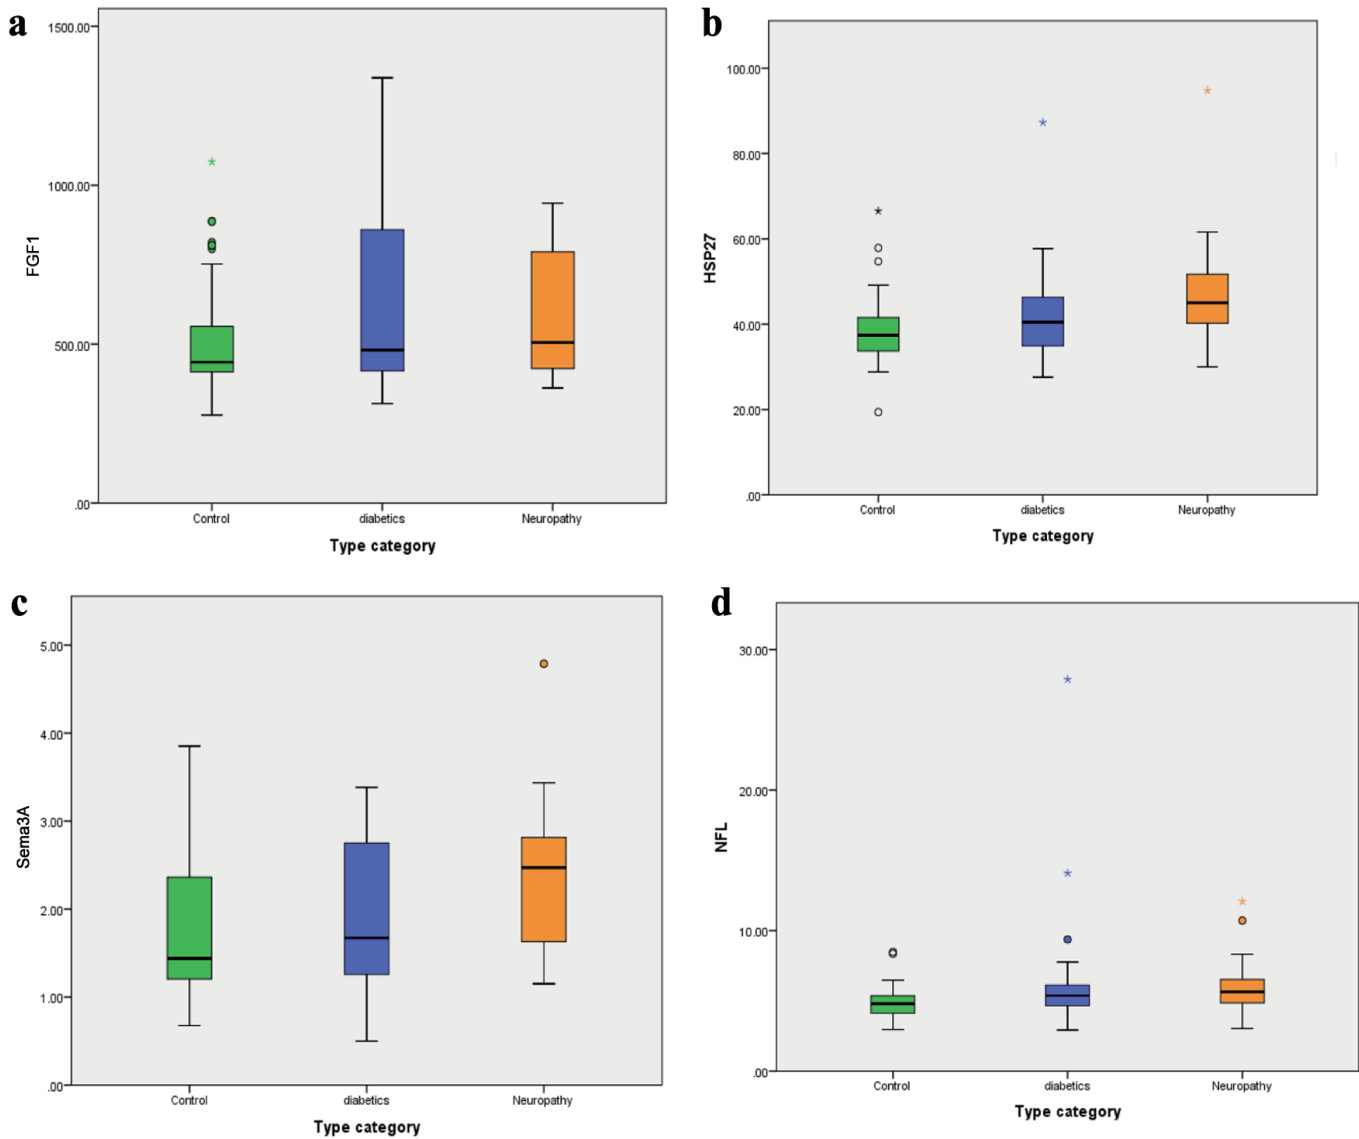 a
1500.00
1000.00
500.00
.00
FGF1
Control diabetics Neuropathy
Type category
b
100.00
80.00
60.00
40.00
20.00
.00
HSP27
Control diabetics Neuropathy
Type category
c
5.00
4.00
3.00
2.00
1.00
.00
Sema3A
Control diabetics Neuropathy
Type category
d
30.00
20.00
10.00
.00
NFL
Control diabetics Neuropathy
Type category